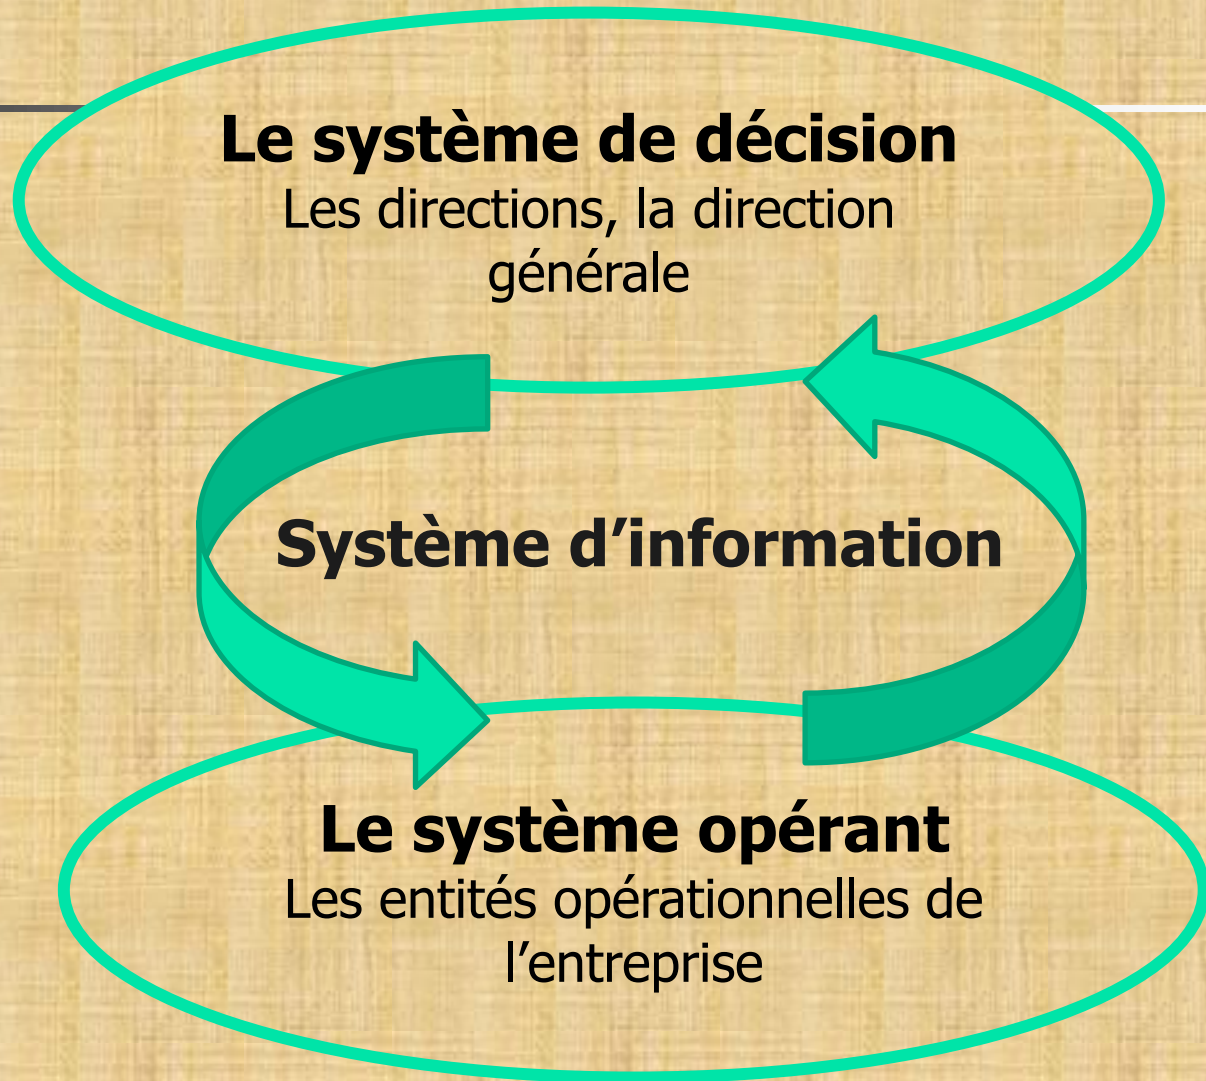 Le système de décision
Les directions, la direction
générale
Système d’information
Le système opérant
Les entités opérationnelles de
l’entreprise